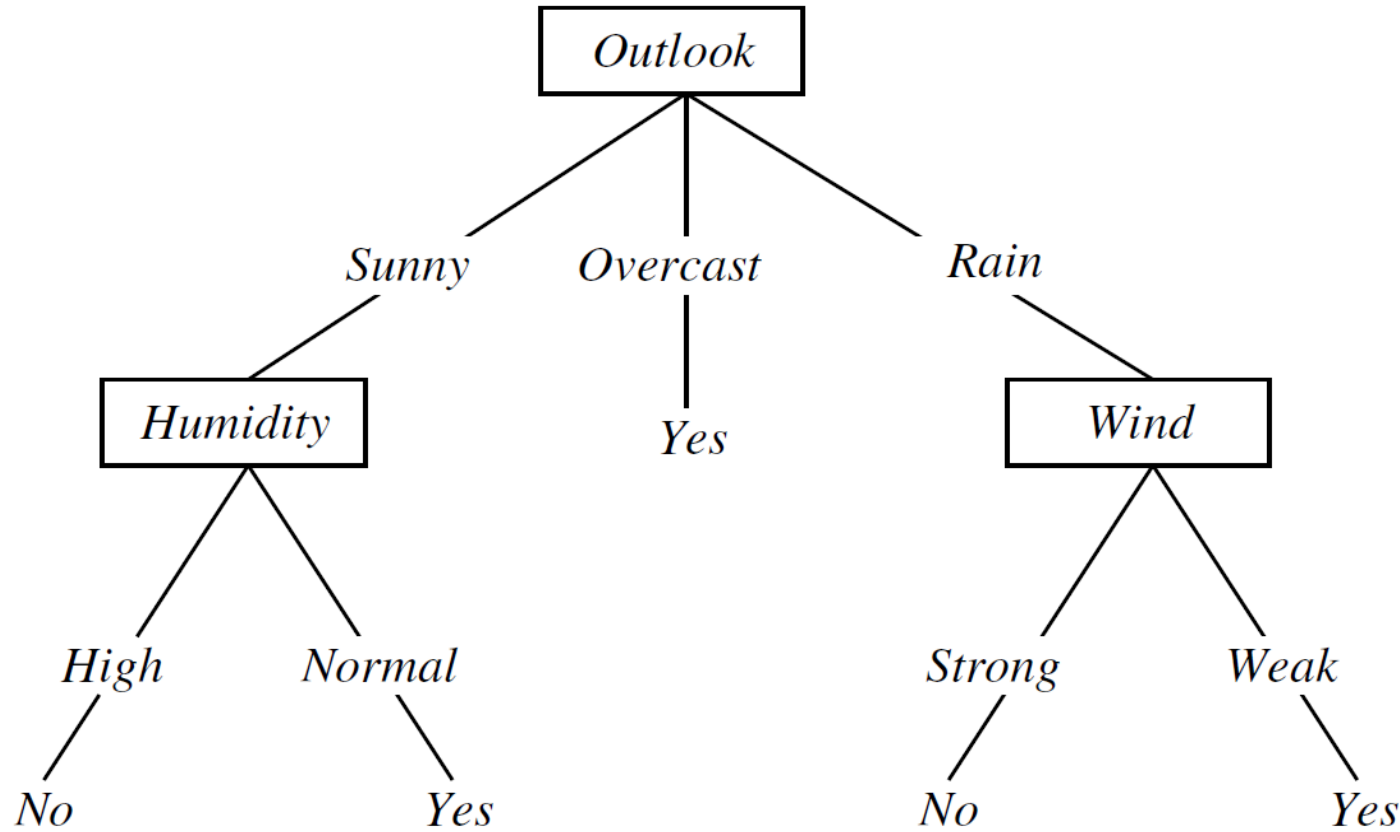 Outlook
Sunny Overcast Rain
Humidity Yes Wind
High Normal Strong Weak
No Yes No Yes